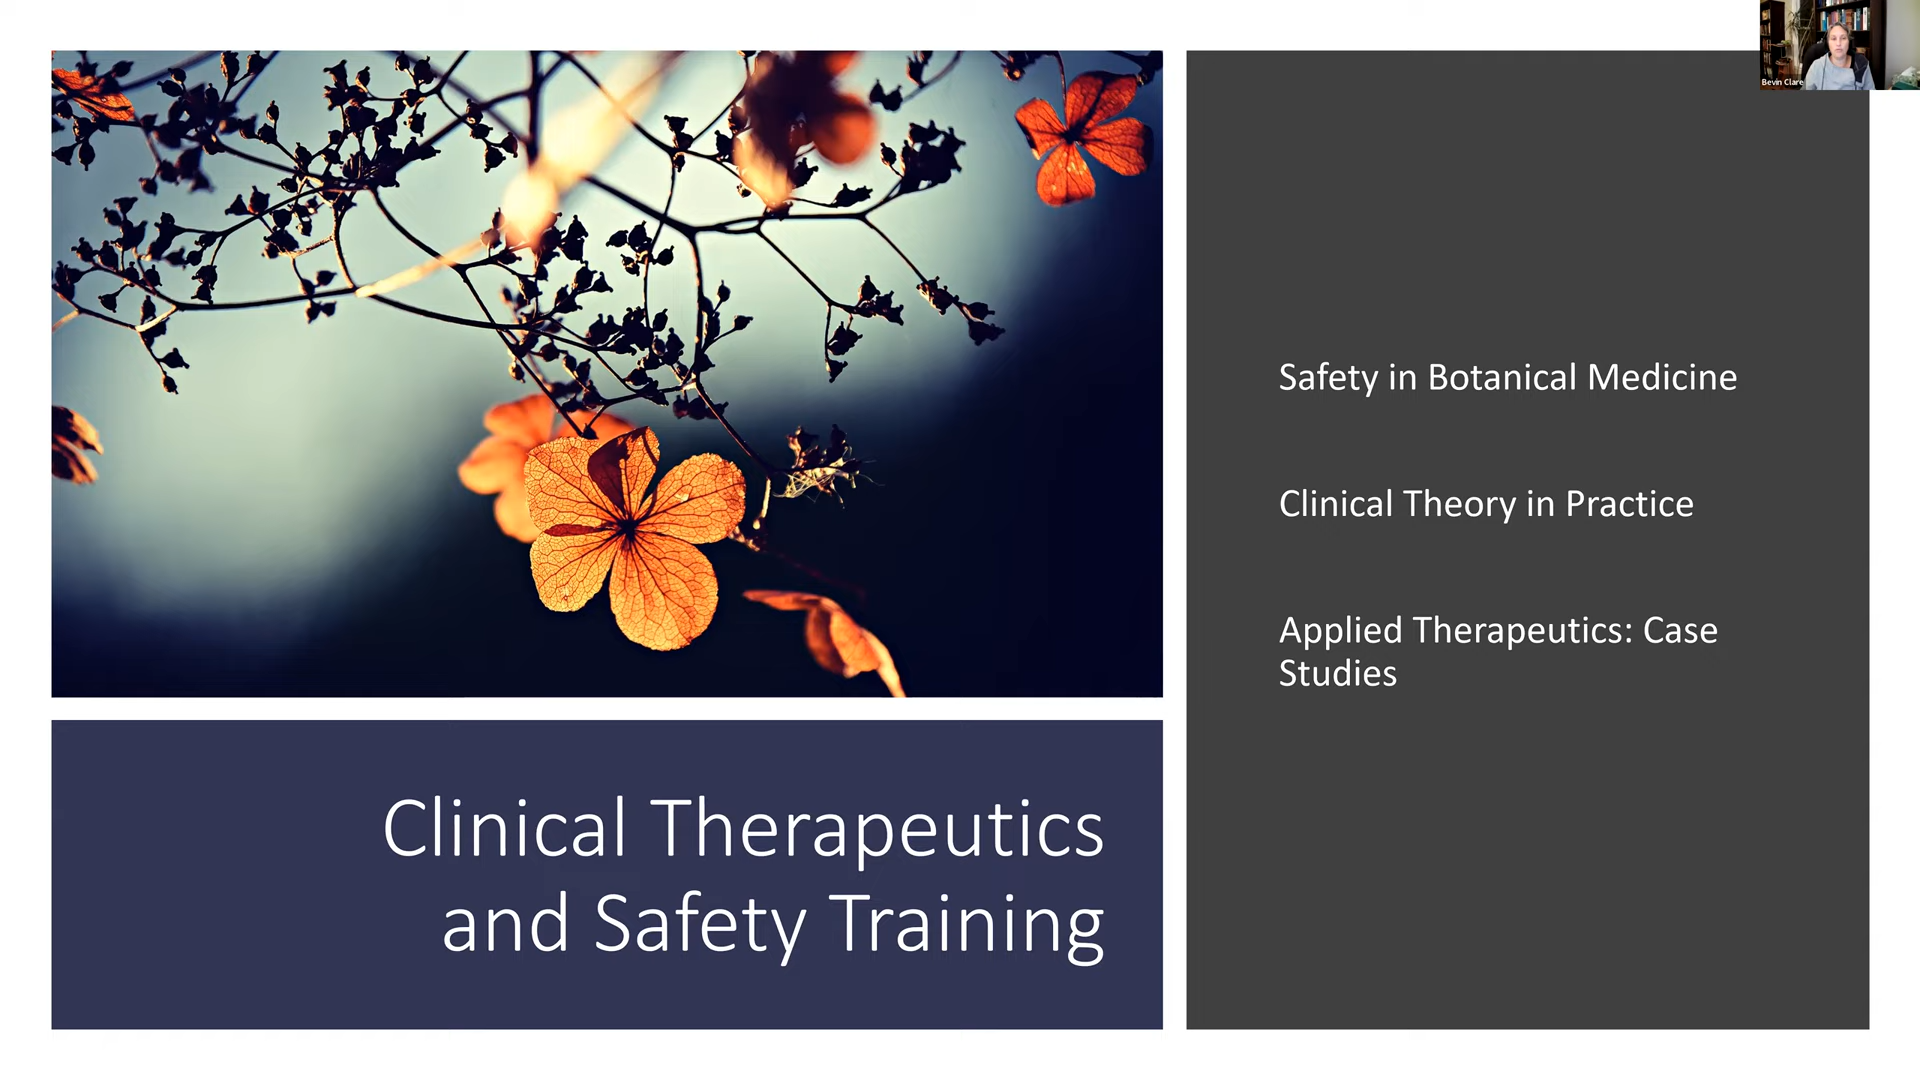 Bevin Clare
Safety in Botanical Medicine
Clinical Theory in Practice
Applied Therapeutics: Case
Studies
Clinical Therapeutics
and Safety Training